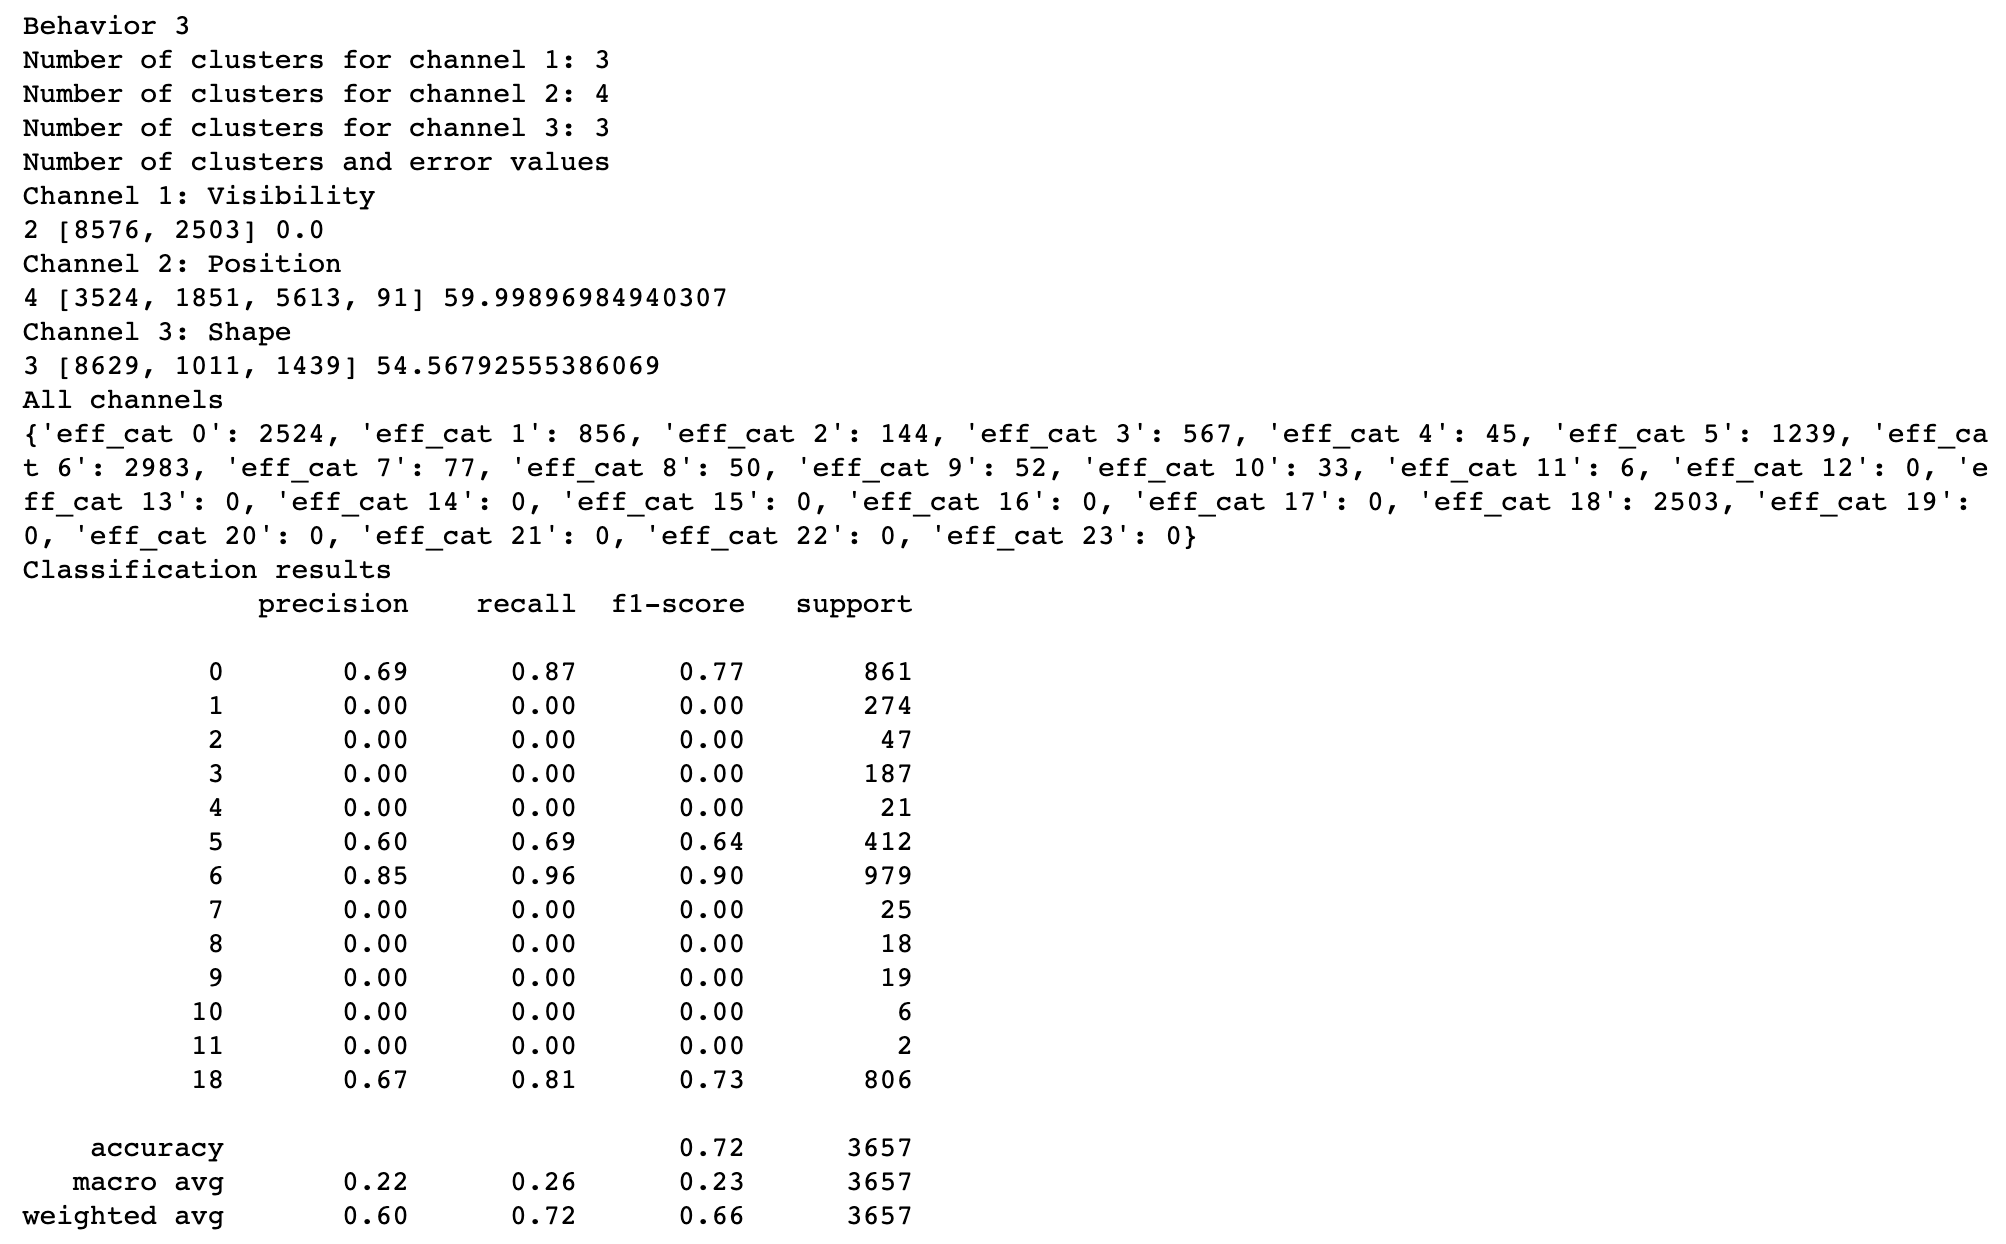 Behavior 3
Number of clusters for channel 1: 3
Number of clusters for channel 2: 4
Number of clusters for channel 3: 3
Number of clusters and error values
Channel 1: Visibility
2 [8576, 2503] 0.0
Channel 2: Position
4 [3524, 1851, 5613, 91] 59.99896984940307
Channel 3: Shape
3 [8629, 1011, 1439] 54.56792555386069
All channels
{'eff_cat 0': 2524, 'eff_cat 1': 856, 'eff_cat 2': 144, 'eff_cat 3': 567, 'eff_cat 4': 45, 'eff_cat 5': 1239, 'eff_ca
t 6': 2983, 'eff_cat 7': 77, 'eff_cat 8': 50, 'eff_cat 9': 52, 'eff_cat 10': 33, 'eff_cat 11': 6, 'eff_cat 12': 0, 'e
ff_cat 13': 0, 'eff_cat 14': 0, 'eff_cat 15': 0, 'eff_cat 16': 0, 'eff_cat 17': 0, 'eff_cat 18': 2503, 'eff_cat 19':
0, 'eff_cat 20': 0, 'eff_cat 21': 0, 'eff_cat 22': 0, 'eff_cat 23': 0}
Classification results
precision recall f1-score support
0 0.69 0.87 0.77 861
1 0.00 0.00 0.00 274
2 0.00 0.00 0.00 47
3 0.00 0.00 0.00 187
4 0.00 0.00 0.00 21
5 0.60 0.69 0.64 412
6 0.85 0.96 0.90 979
7 0.00 0.00 0.00 25
8 0.00 0.00 0.00 18
9 0.00 0.00 0.00 19
10 0.00 0.00 0.00 6
11 0.00 0.00 0.00 2
18 0.67 0.81 0.73 806
accuracy 0.72 3657
macro avg 0.22 0.26 0.23 3657
weighted avg 0.60 0.72 0.66 3657